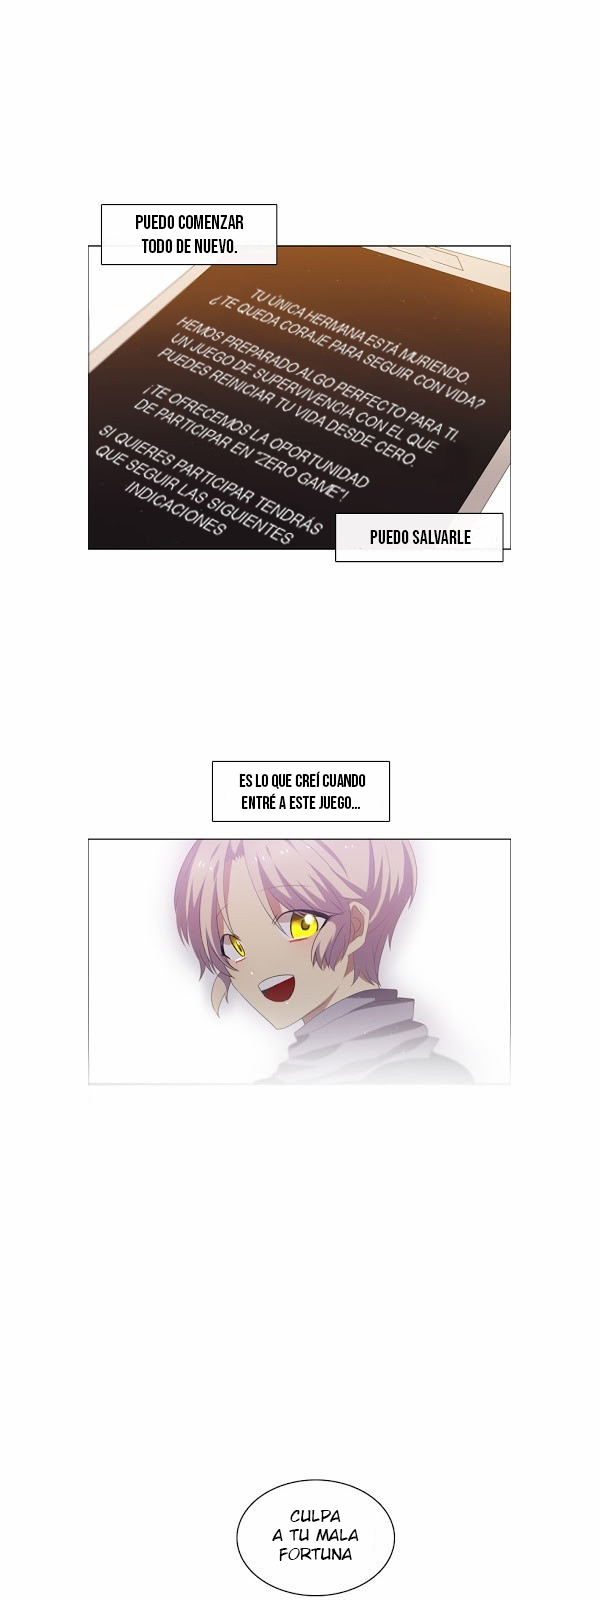 PUEDO COMENZAR
TODO DE NUEVO.
TU ÚNICA HERMANA ESTÁ MURIENDO.
¿TE QUEDA CORAJE PARA SEGUIR CON VIDA?
HEMOS PREPARADO ALGO PERFECTO PARA TI.
UN JUEGO DE SUPERVIVENCIA CON EL QUE
PUEDES REINICIAR TU VIDA DESDE CERO.
¡TE OFRECEMOS LA OPORTUNIDAD
DE PARTICIPAR EN "ZERO GAME"!
SI QUIERES PARTICIPAR TENDRÁS
QUE SEGUIR LAS SIGUIENTES
INDICACIONES
PUEDO SALVARLE
ES LO QUE CREÍ CUANDO
ENTRÉ A ESTE JUEGO...
CULPA
A TU MALA
FORTUNA